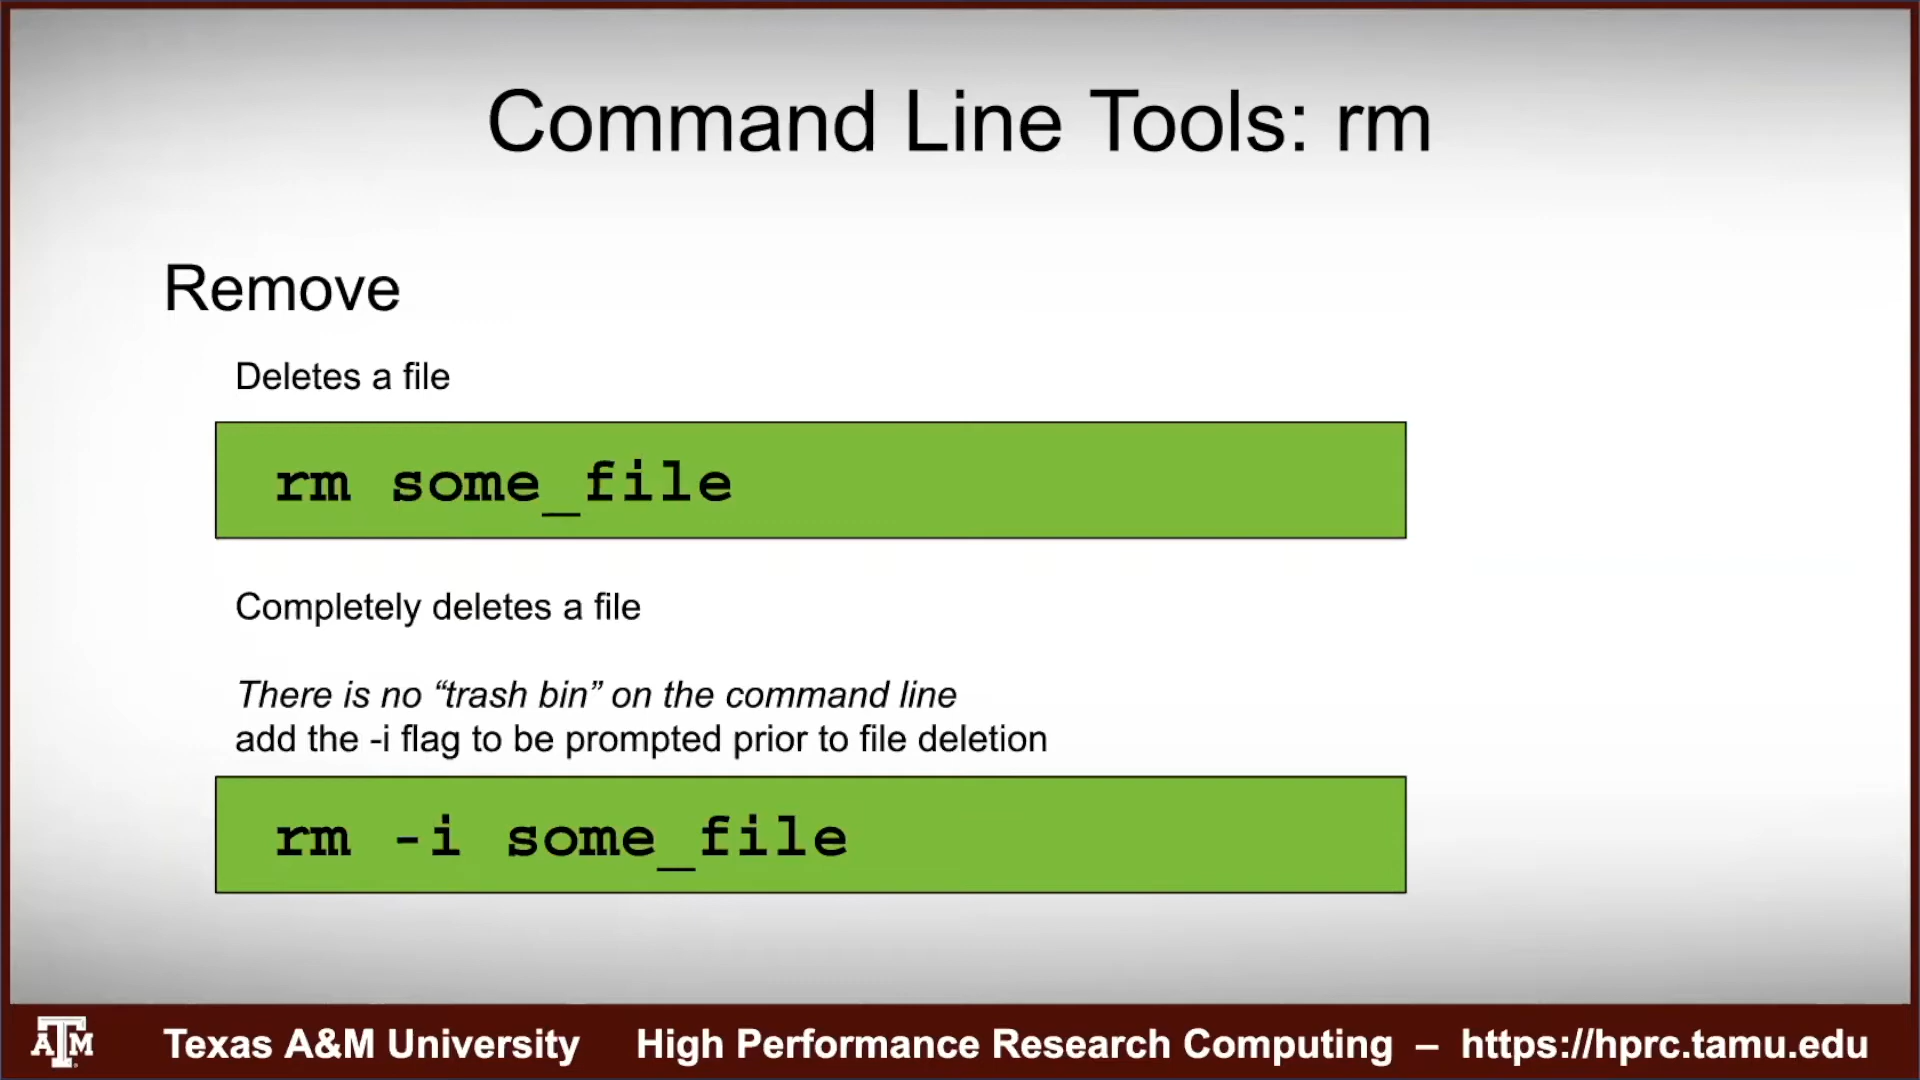 Command Line Tools: rm
Remove
Deletes a file
rm some_file
Completely deletes a file
There is no “trash bin” on the command line
add the -i flag to be prompted prior to file deletion
rm -i some_file
ATM Texas A&M University High Performance Research Computing – https://hprc.tamu.edu